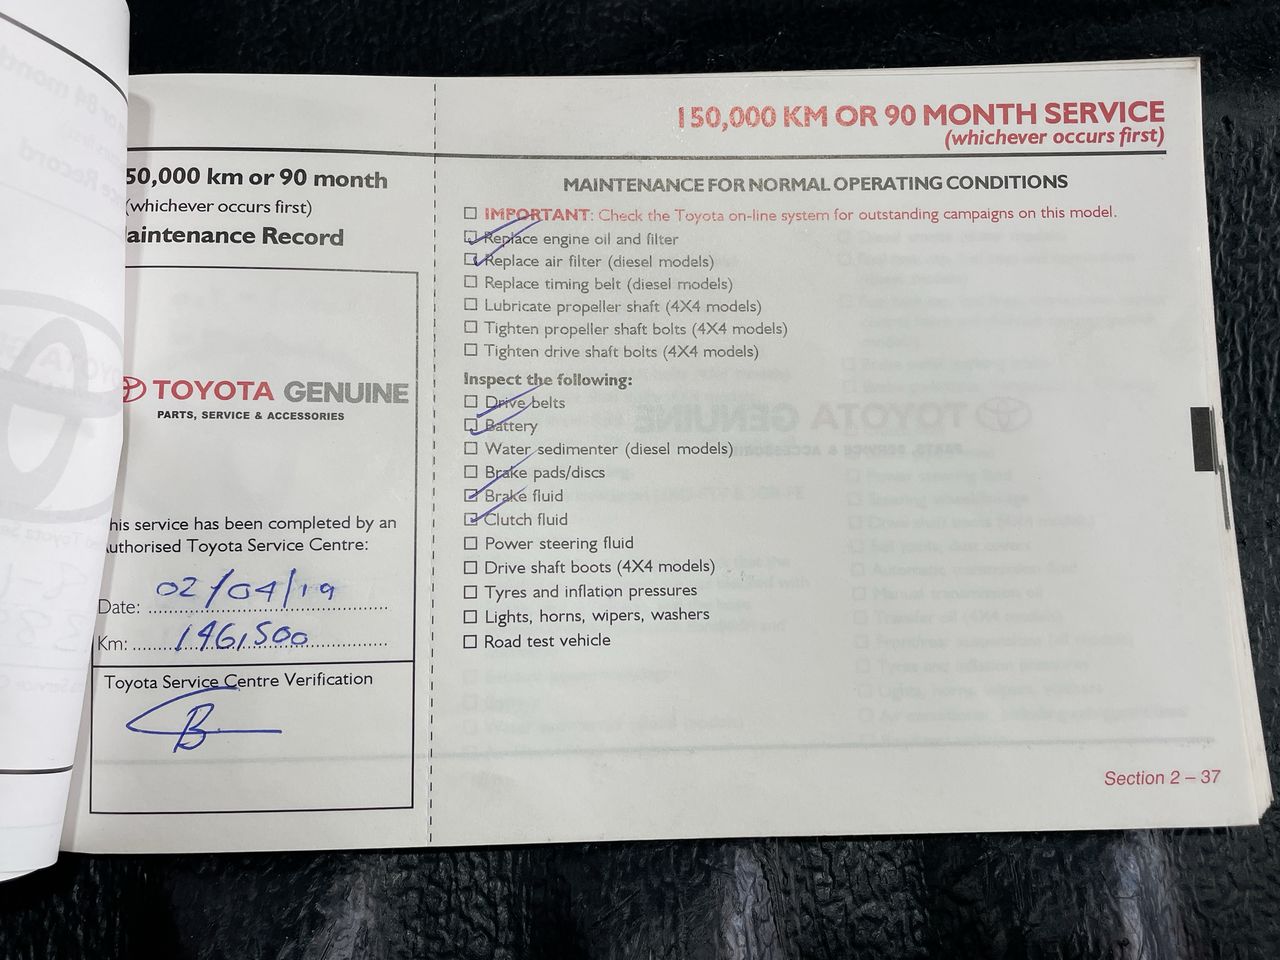 150,000 KM OR 90 MONTH SERVICE
(whichever occurs first)
50,000 km or 90 month
(whichever occurs first)
aintenance Record
TOYOTA GENUINE
PARTS, SERVICE & ACCESSORIES
his service has been completed by an
uthorised Toyota Service Centre:
Date: 02/04/19
Km: 146,500
Toyota Service Centre Verification
MAINTENANCE FOR NORMAL OPERATING CONDITIONS
IMPORTANT: Check the Toyota on-line system for outstanding campaigns on this model.
Replace engine oil and filter
Replace air filter (diesel models)
Replace timing belt (diesel models)
Lubricate propeller shaft (4X4 models)
Tighten propeller shaft bolts (4X4 models)
Tighten drive shaft bolts (4X4 models)
Inspect the following:
Drive belts
Battery
Water sedimenter (diesel models)
Brake pads/discs
Brake fluid
Clutch fluid
Power steering fluid
Drive shaft boots (4X4 models)
Tyres and inflation pressures
Lights, horns, wipers, washers
Road test vehicle
Section 2 – 37